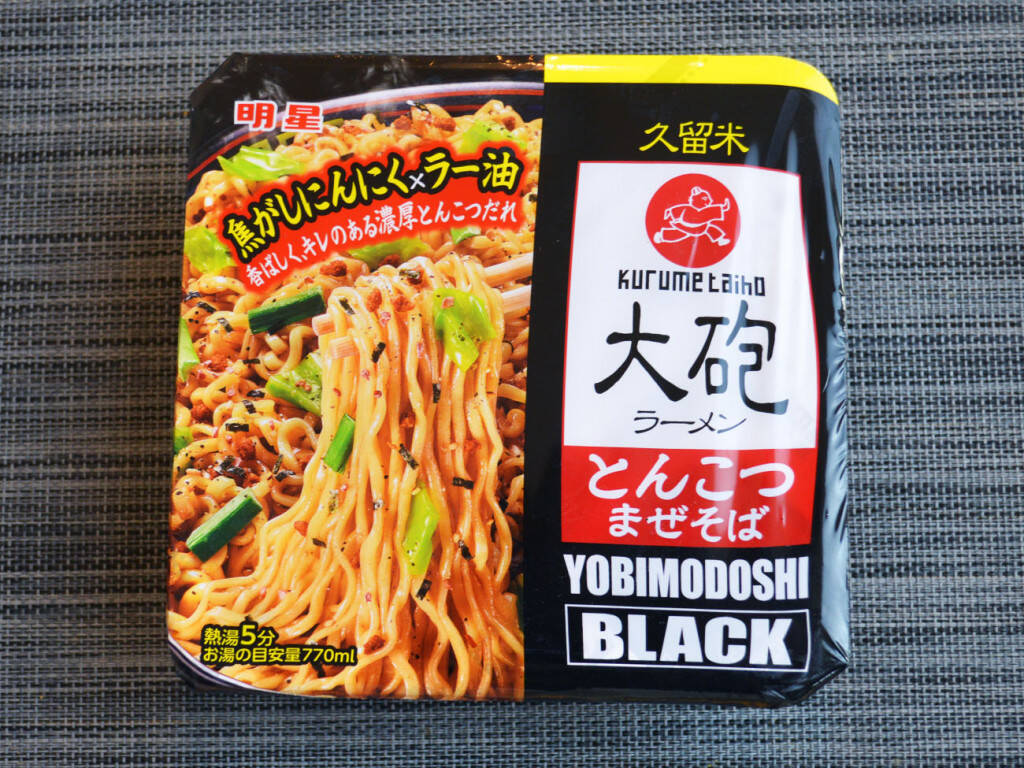 明星
焦がしにんにく×ラー油
香ばしく、キレのある濃厚とんこつだれ
熱湯5分
お湯の目安量770ml
久留米
kurume taiho
大砲
ラーメン
とんこつ
まぜそば
YOBIMODOSHI
BLACK